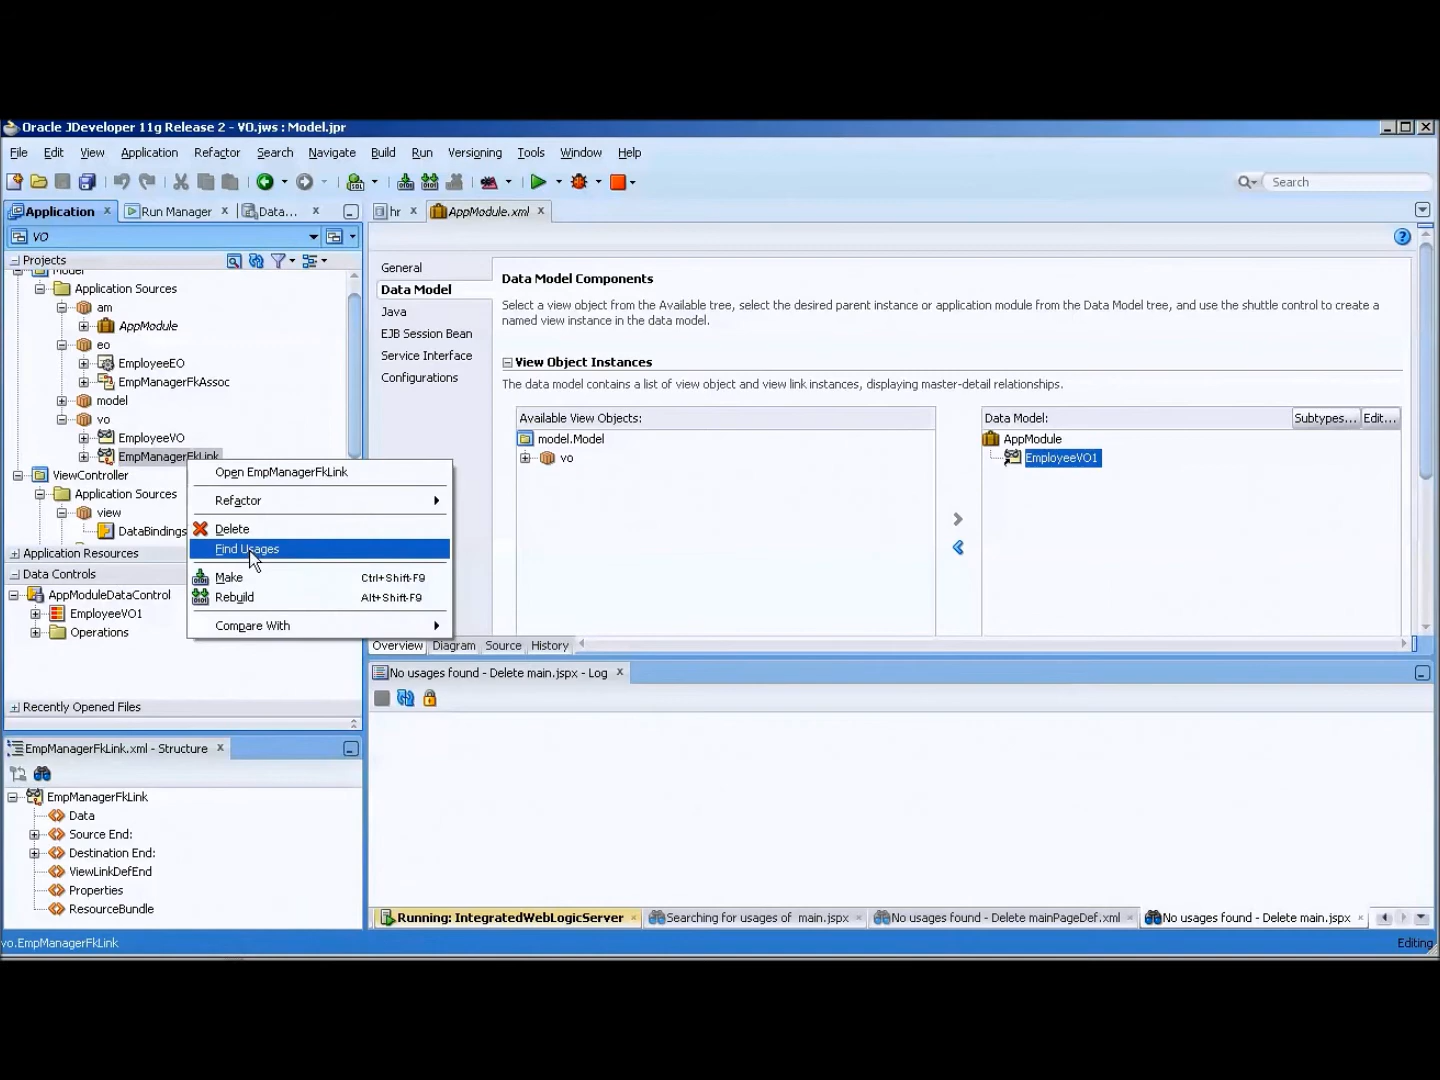 Oracle JDeveloper 11g Release 2 - VO.jws : Model.jpr
File Edit View Application Refactor Search Navigate Build Run Versioning Tools Window Help
Search
Application Run Manager Data...
VO
Projects
Model
Application Sources
am
AppModule
eo
EmployeeEO
EmpManagerFkAssoc
model
vo
EmployeeVO
EmpManagerFkLink
ViewController
Application Sources
view
DataBindings
Application Resources
Data Controls
AppModuleDataControl
EmployeeVO1
Operations
Recently Opened Files
Open EmpManagerFkLink
Refactor
Delete
Find Usages
Make Ctrl+Shift-F9
Rebuild Alt+Shift-F9
Compare With
EmpManagerFkLink.xml - Structure
EmpManagerFkLink
Data
Source End:
Destination End:
ViewLinkDefEnd
Properties
ResourceBundle
hr AppModule.xml
General
Data Model
Java
EJB Session Bean
Service Interface
Configurations
Data Model Components
Select a view object from the Available tree, select the desired parent instance or application module from the Data Model tree, and use the shuttle control to create a
named view instance in the data model.
View Object Instances
The data model contains a list of view object and view link instances, displaying master-detail relationships.
Available View Objects:
model.Model
vo
Data Model: Subtypes... Edit...
AppModule
EmployeeVO1
Overview Diagram Source History
No usages found - Delete main.jspx - Log
Running: IntegratedWebLogicServer Searching for usages of main.jspx No usages found - Delete mainPageDef.xml No usages found - Delete main.jspx
vo.EmpManagerFkLink Editing